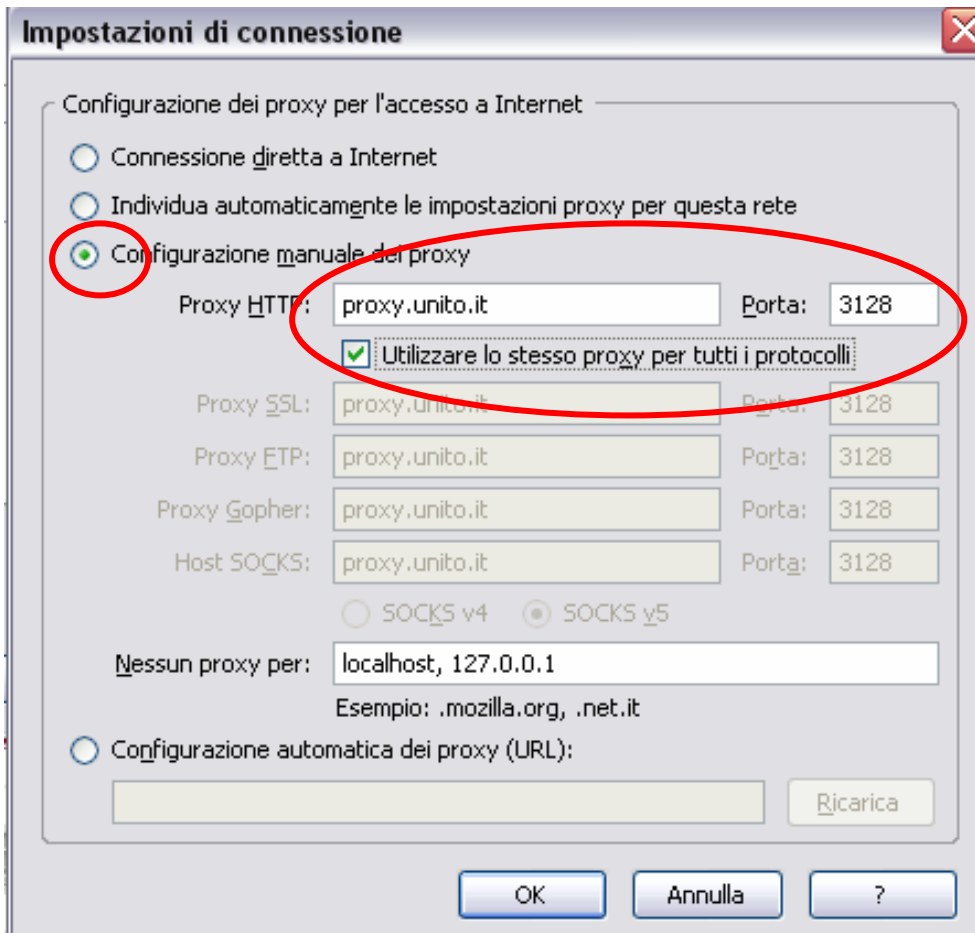 Impostazioni di connessione
Configurazione dei proxy per l'accesso a Internet
Connessione diretta a Internet
Individua automaticamente le impostazioni proxy per questa rete
Configurazione manuale dei proxy
Proxy HTTP: proxy.unito.it Porta: 3128
Utilizzare lo stesso proxy per tutti i protocolli
Proxy SSL: proxy.unito.it Porta: 3128
Proxy FTP: proxy.unito.it Porta: 3128
Proxy Gopher: proxy.unito.it Porta: 3128
Host SOCKS: proxy.unito.it Porta: 3128
SOCKS v4 SOCKS v5
Nessun proxy per: localhost, 127.0.0.1
Esempio: .mozilla.org, .net.it
Configurazione automatica dei proxy (URL):
Ricarica
OK Annulla ?